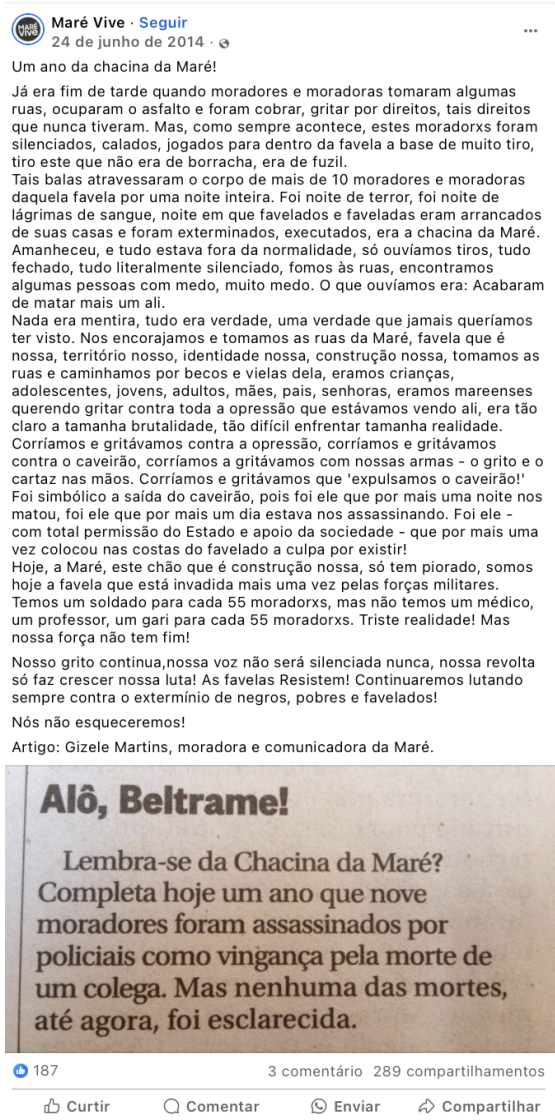 MARÉ
VIVE
Maré Vive · Seguir
24 de junho de 2014 ·
Um ano da chacina da Maré!
Já era fim de tarde quando moradores e moradoras tomaram algumas
ruas, ocuparam o asfalto e foram cobrar, gritar por direitos, tais direitos
que nunca tiveram. Mas, como sempre acontece, estes moradorxs foram
silenciados, calados, jogados para dentro da favela a base de muito tiro,
tiro este que não era de borracha, era de fuzil.
Tais balas atravessaram o corpo de mais de 10 moradores e moradoras
daquela favela por uma noite inteira. Foi noite de terror, foi noite de
lágrimas de sangue, noite em que favelados e faveladas eram arrancados
de suas casas e foram exterminados, executados, era a chacina da Maré.
Amanheceu, e tudo estava fora da normalidade, só ouvíamos tiros, tudo
fechado, tudo literalmente silenciado, fomos às ruas, encontramos
algumas pessoas com medo, muito medo. O que ouvíamos era: Acabaram
de matar mais um ali.
Nada era mentira, tudo era verdade, uma verdade que jamais queríamos
ter visto. Nos encorajamos e tomamos as ruas da Maré, favela que é
nossa, território nosso, identidade nossa, construção nossa, tomamos as
ruas e caminhamos por becos e vielas dela, eramos crianças,
adolescentes, jovens, adultos, mães, pais, senhoras, eramos mareenses
querendo gritar contra toda a opressão que estávamos vendo ali, era tão
claro a tamanha brutalidade, tão difícil enfrentar tamanha realidade.
Corríamos e gritávamos contra a opressão, corríamos e gritávamos
contra o caveirão, corríamos a gritávamos com nossas armas - o grito e o
cartaz nas mãos. Corríamos e gritávamos que 'expulsamos o caveirão!'
Foi simbólico a saída do caveirão, pois foi ele que por mais uma noite nos
matou, foi ele que por mais um dia estava nos assassinando. Foi ele -
com total permissão do Estado e apoio da sociedade - que por mais uma
vez colocou nas costas do favelado a culpa por existir!
Hoje, a Maré, este chão que é construção nossa, só tem piorado, somos
hoje a favela que está invadida mais uma vez pelas forças militares.
Temos um soldado para cada 55 moradorxs, mas não temos um médico,
um professor, um gari para cada 55 moradorxs. Triste realidade! Mas
nossa força não tem fim!
Nosso grito continua,nossa voz não será silenciada nunca, nossa revolta
só faz crescer nossa luta! As favelas Resistem! Continuaremos lutando
sempre contra o extermínio de negros, pobres e favelados!
Nós não esqueceremos!
Artigo: Gizele Martins, moradora e comunicadora da Maré.
Alô, Beltrame!
Lembra-se da Chacina da Maré?
Completa hoje um ano que nove
moradores foram assassinados por
policiais como vingança pela morte de
um colega. Mas nenhuma das mortes,
até agora, foi esclarecida.
187
3 comentário 289 compartilhamentos
Curtir Comentar Enviar Compartilhar